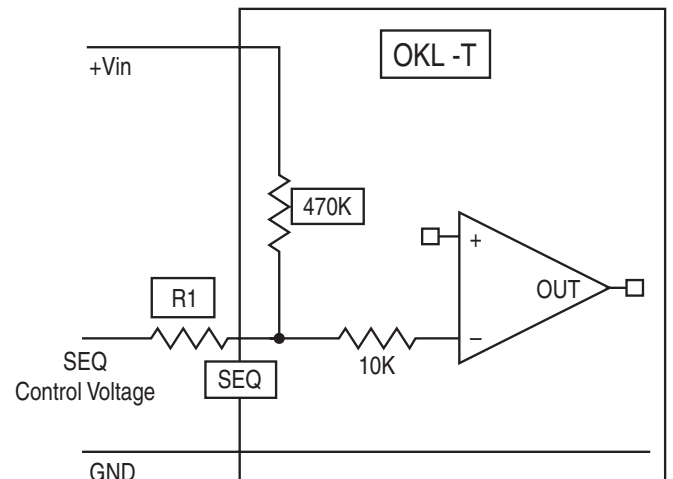 OKL -T
+Vin
470K
+
OUT
R1
−
SEQ
Control Voltage
SEQ
10K
GND